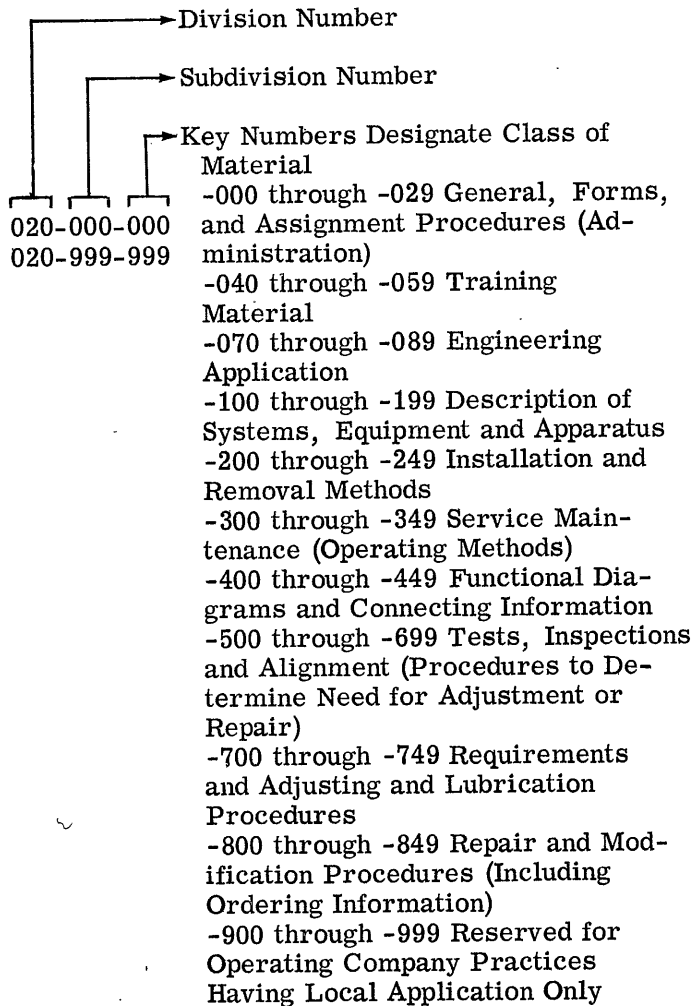 Division Number
Subdivision Number
Key Numbers Designate Class of
Material
-000 through -029 General, Forms,
020-000-000 and Assignment Procedures (Ad-
020-999-999 ministration)
-040 through -059 Training
Material
-070 through -089 Engineering
Application
-100 through -199 Description of
Systems, Equipment and Apparatus
-200 through -249 Installation and
Removal Methods
-300 through -349 Service Main-
tenance (Operating Methods)
-400 through -449 Functional Dia-
grams and Connecting Information
-500 through -699 Tests, Inspections
and Alignment (Procedures to De-
termine Need for Adjustment or
Repair)
-700 through -749 Requirements
and Adjusting and Lubrication
Procedures
-800 through -849 Repair and Mod-
ification Procedures (Including
Ordering Information)
-900 through -999 Reserved for
Operating Company Practices
Having Local Application Only